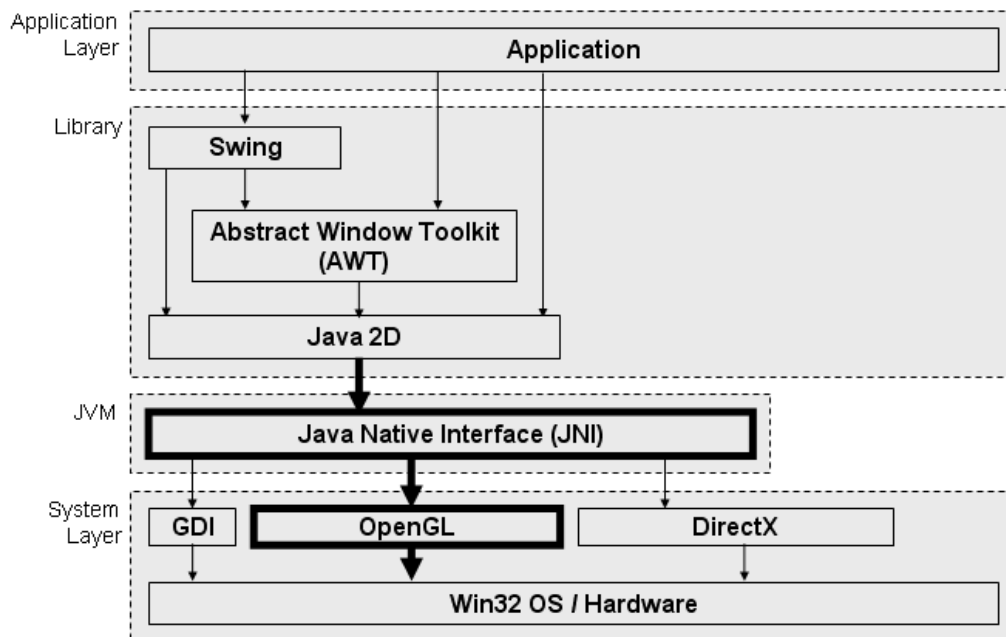 Application
Layer
Application
Library
Swing
Abstract Window Toolkit
(AWT)
Java 2D
JVM
Java Native Interface (JNI)
System
Layer
GDI
OpenGL
DirectX
Win32 OS / Hardware